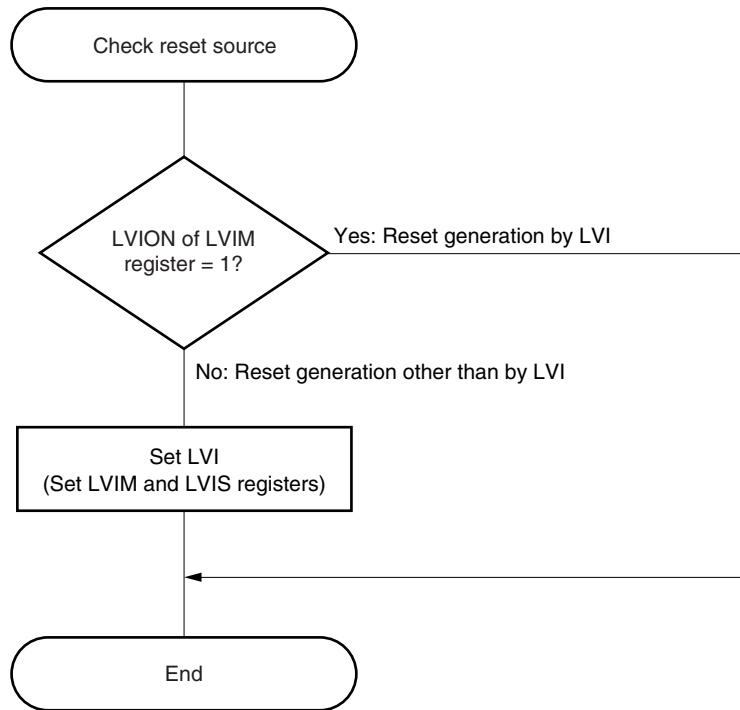 Check reset source
LVION of LVIM
register = 1?
Yes: Reset generation by LVI
No: Reset generation other than by LVI
Set LVI
(Set LVIM and LVIS registers)
End